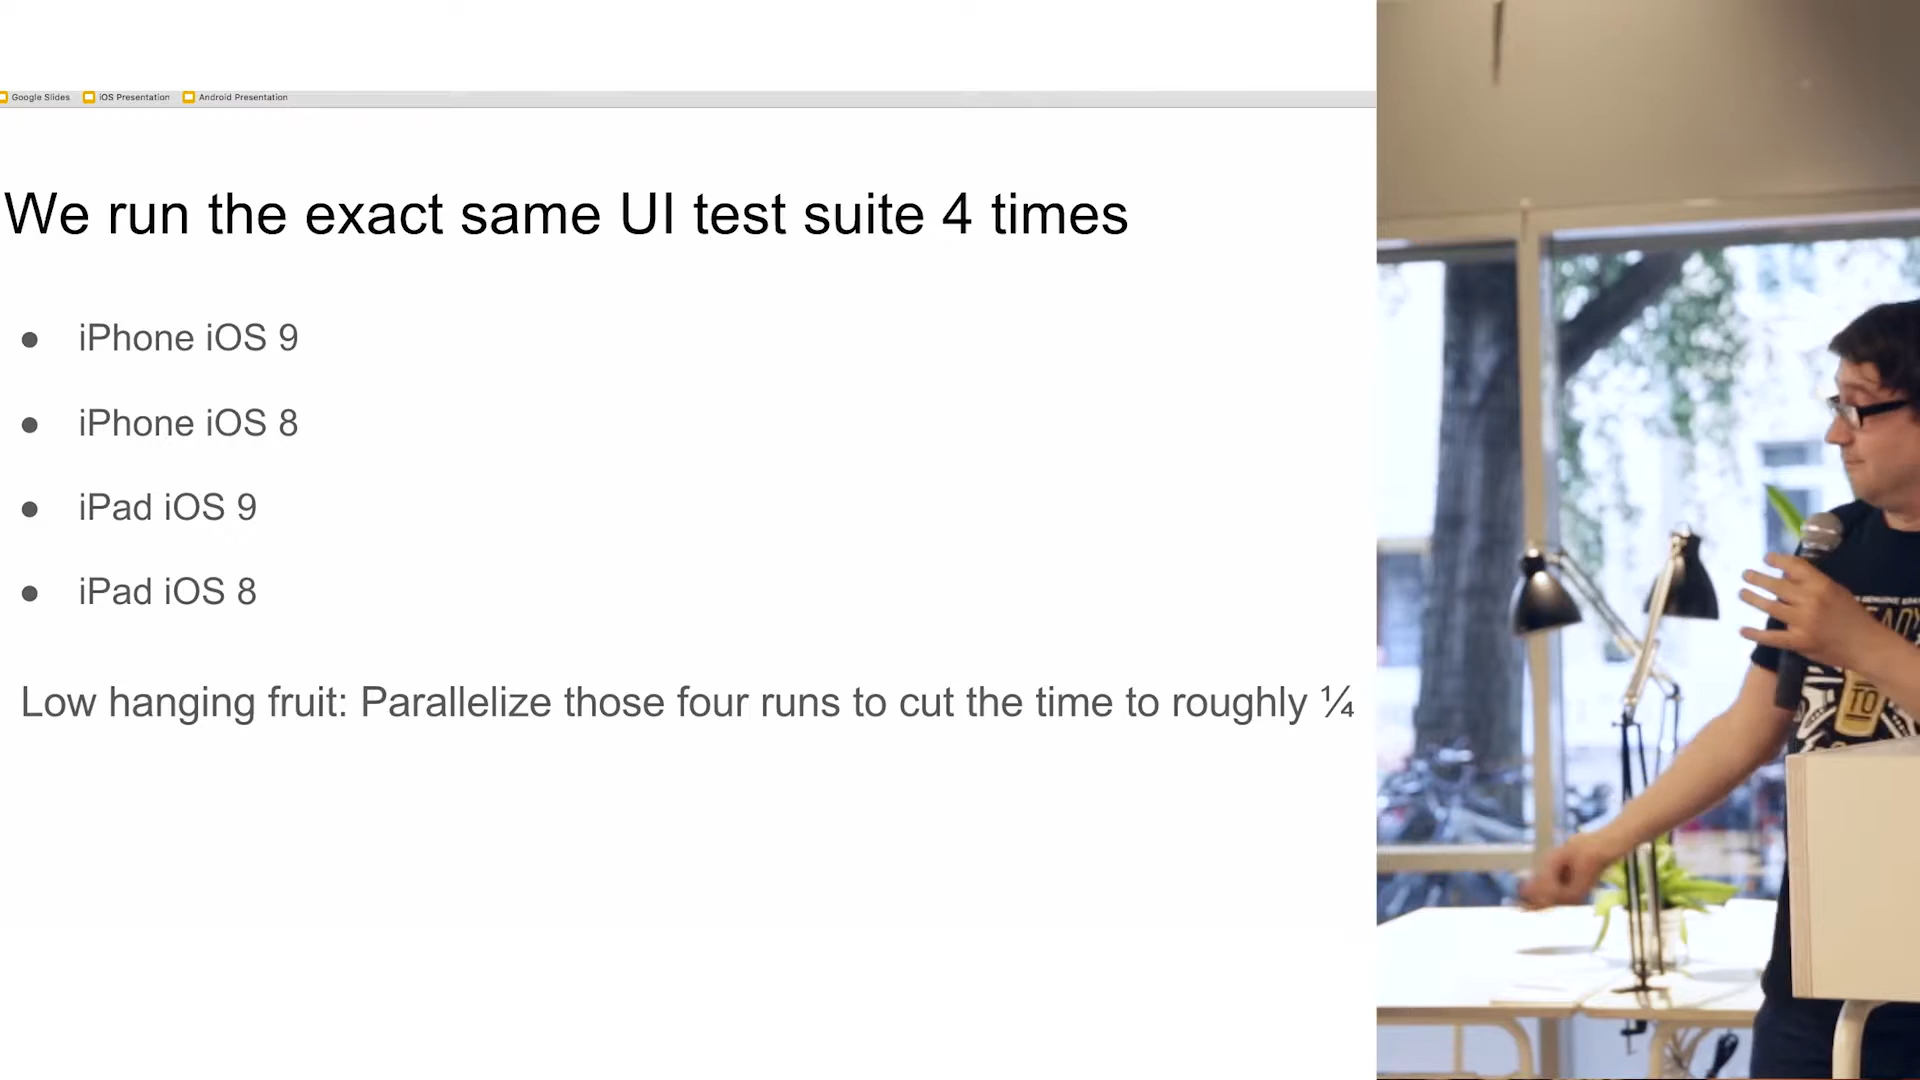 Google Slides iOS Presentation Android Presentation
We run the exact same UI test suite 4 times
● iPhone iOS 9
● iPhone iOS 8
● iPad iOS 9
● iPad iOS 8
Low hanging fruit: Parallelize those four runs to cut the time to roughly ¼
TO